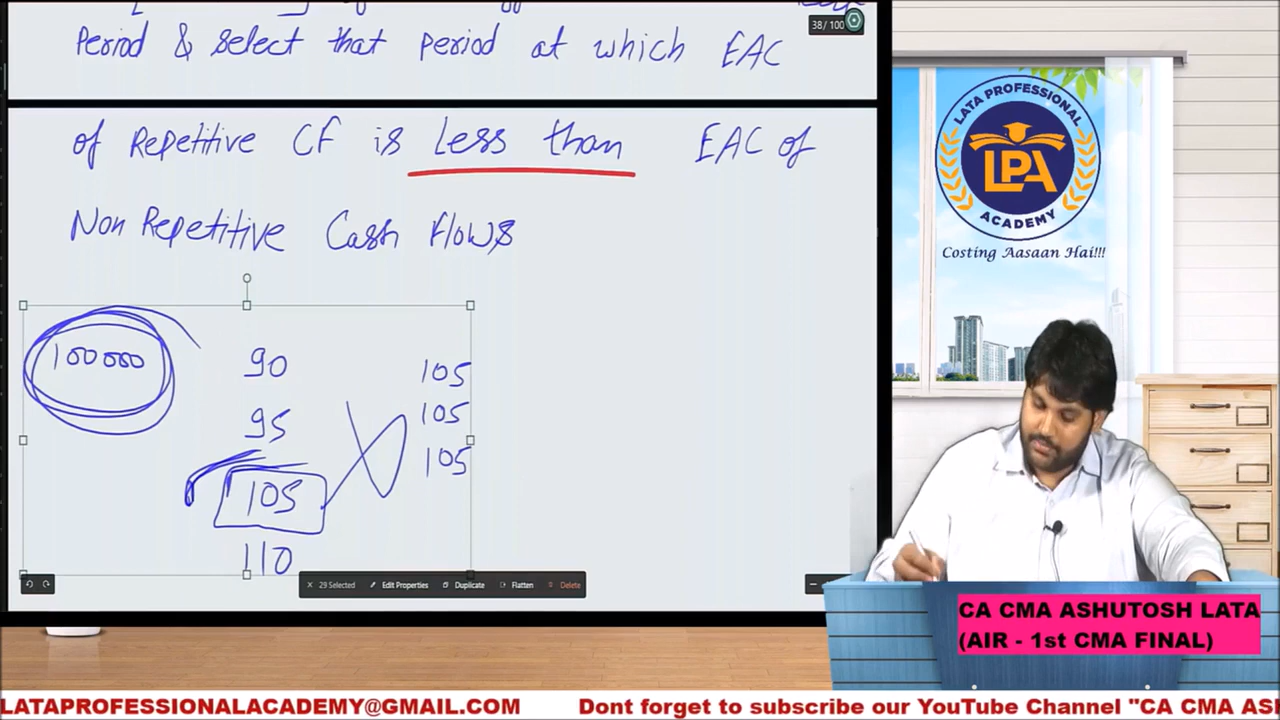 38/ 100
Period & select that period at which EAC
of Repetitive CF is less than EAC of
Non Repetitive Cash flows
100000
90
95
105
110
105
105
105
29 Selected Edit Properties Duplicate Flatten Delete
LATA PROFESSIONAL
LPA
ACADEMY
Costing Aasaan Hai!!!
CA CMA ASHUTOSH LATA
(AIR - 1st CMA FINAL)
LATAPROFESSIONALACADEMY@GMAIL.COM Dont forget to subscribe our YouTube Channel "CA CMA AS